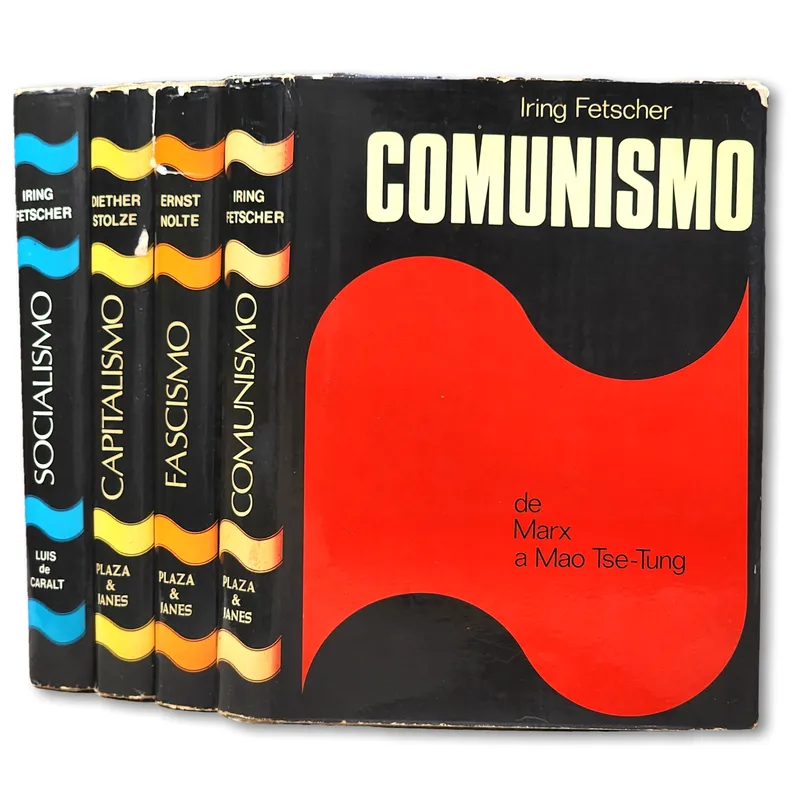 IRING
FETSCHER
SOCIALISMO
LUIS
de
CARALT
DIETHER
STOLZE
CAPITALISMO
PLAZA
&
JANES
ERNST
NOLTE
FASCISMO
PLAZA
&
JANES
IRING
FETSCHER
COMUNISMO
PLAZA
&
JANES
Iring Fetscher
COMUNISMO
de
Marx
a Mao Tse-Tung